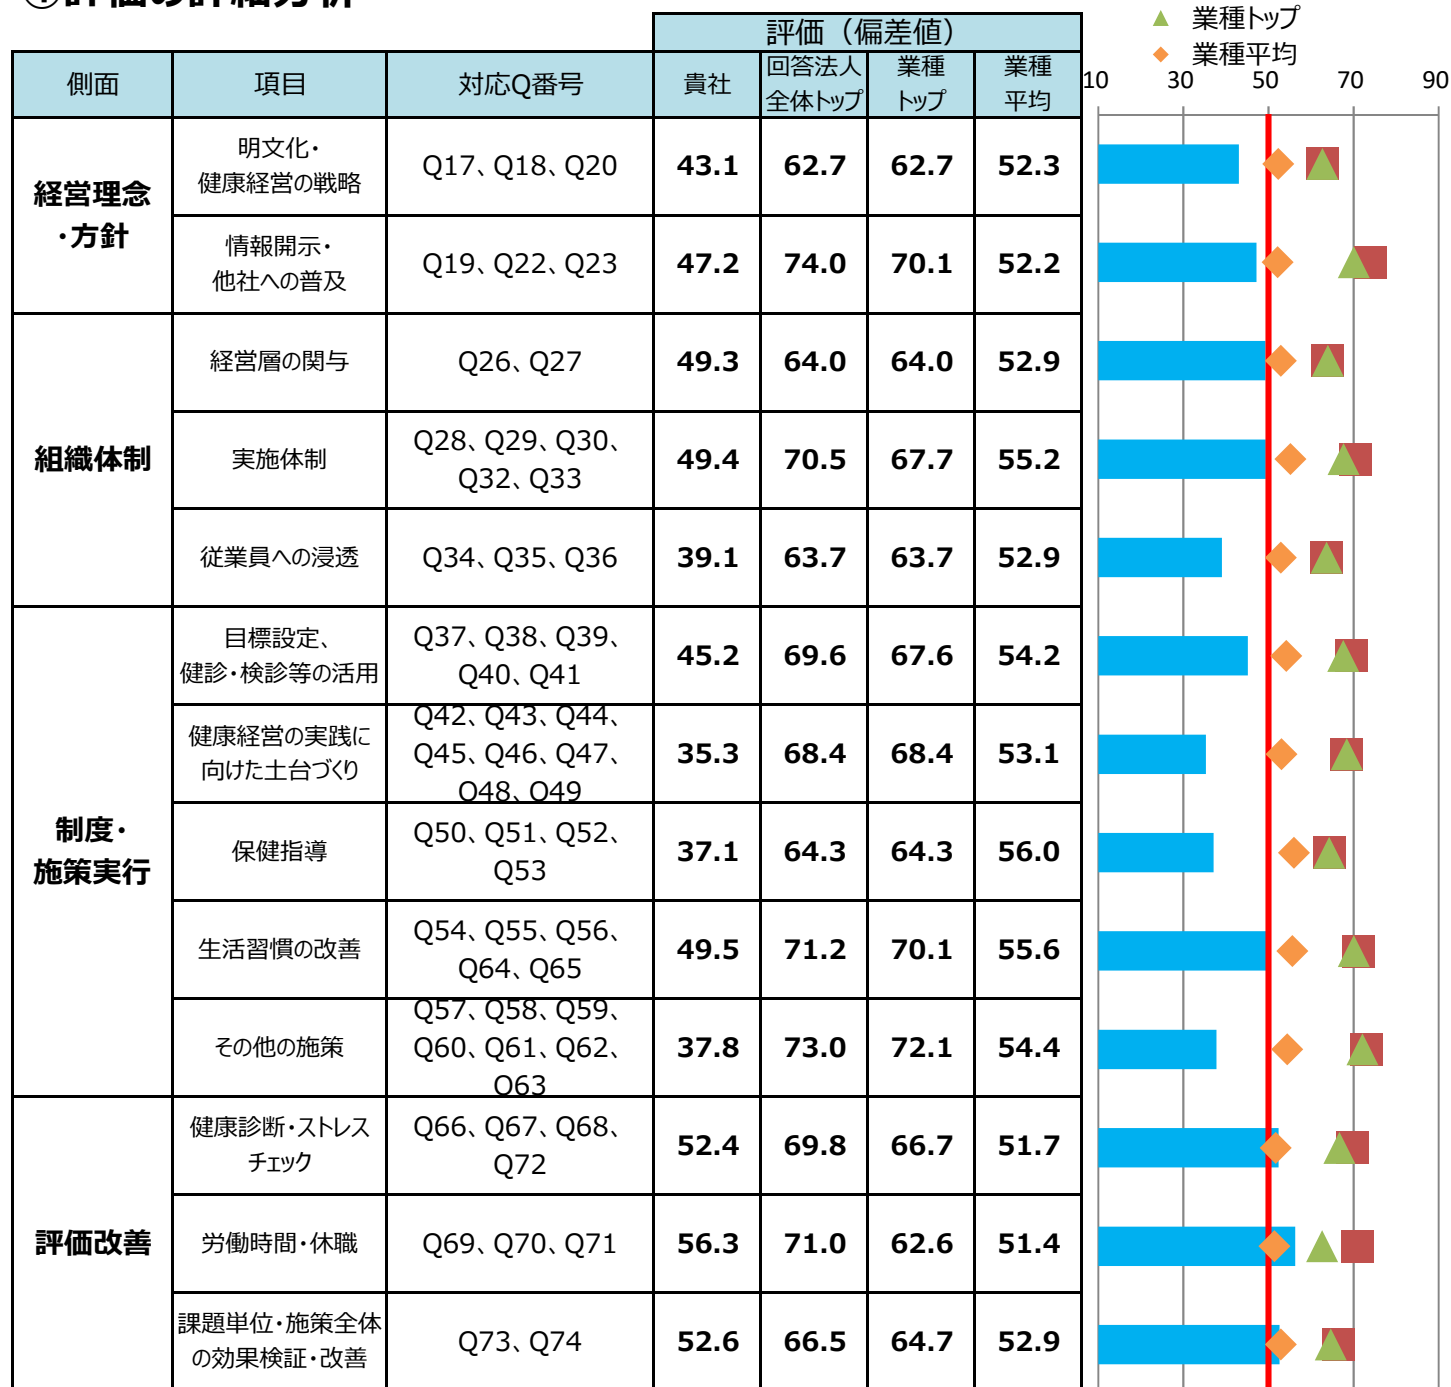 ①評価の詳細分析
業種トップ
業種平均
評価（偏差値）
側面 項目 対応Q番号 貴社 回答法人 業種 業種
全体トップ トップ 平均
10 30 50 70 90
経営理念
・方針
明文化・
健康経営の戦略
Q17、Q18、Q20 43.1 62.7 62.7 52.3
情報開示・
他社への普及
Q19、Q22、Q23 47.2 74.0 70.1 52.2
組織体制
経営層の関与 Q26、Q27 49.3 64.0 64.0 52.9
実施体制
Q28、Q29、Q30、
Q32、Q33
49.4 70.5 67.7 55.2
従業員への浸透 Q34、Q35、Q36 39.1 63.7 63.7 52.9
制度・
施策実行
目標設定、
健診・検診等の活用
Q37、Q38、Q39、
Q40、Q41
45.2 69.6 67.6 54.2
健康経営の実践に
向けた土台づくり
Q42、Q43、Q44、
Q45、Q46、Q47、
Q48、Q49
35.3 68.4 68.4 53.1
保健指導
Q50、Q51、Q52、
Q53
37.1 64.3 64.3 56.0
生活習慣の改善
Q54、Q55、Q56、
Q64、Q65
49.5 71.2 70.1 55.6
その他の施策
Q57、Q58、Q59、
Q60、Q61、Q62、
Q63
37.8 73.0 72.1 54.4
評価改善
健康診断・ストレス
チェック
Q66、Q67、Q68、
Q72
52.4 69.8 66.7 51.7
労働時間・休職 Q69、Q70、Q71 56.3 71.0 62.6 51.4
課題単位・施策全体
の効果検証・改善
Q73、Q74 52.6 66.5 64.7 52.9